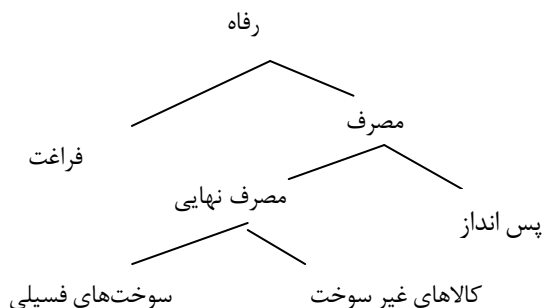 رفاه
مصرف
فراغت
مصرف نهایی
پس انداز
کالاهای غیر سوخت
سوخت‌های فسیلی